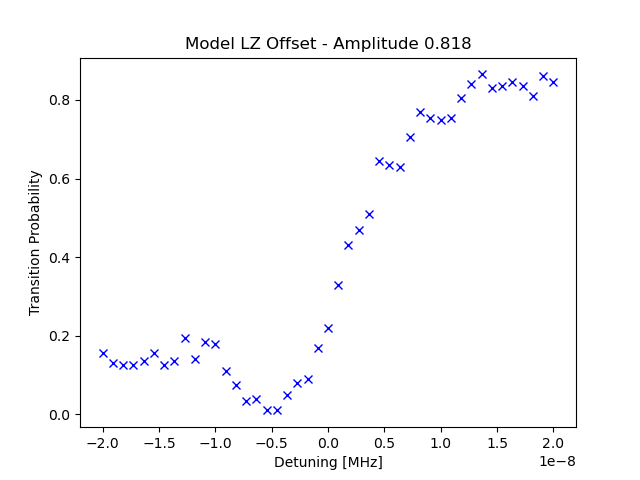 Model LZ Offset - Amplitude 0.818
Transition Probability
0.8
0.6
0.4
0.2
0.0
−2.0 −1.5 −1.0 −0.5 0.0 0.5 1.0 1.5 2.0
1e−8
Detuning [MHz]